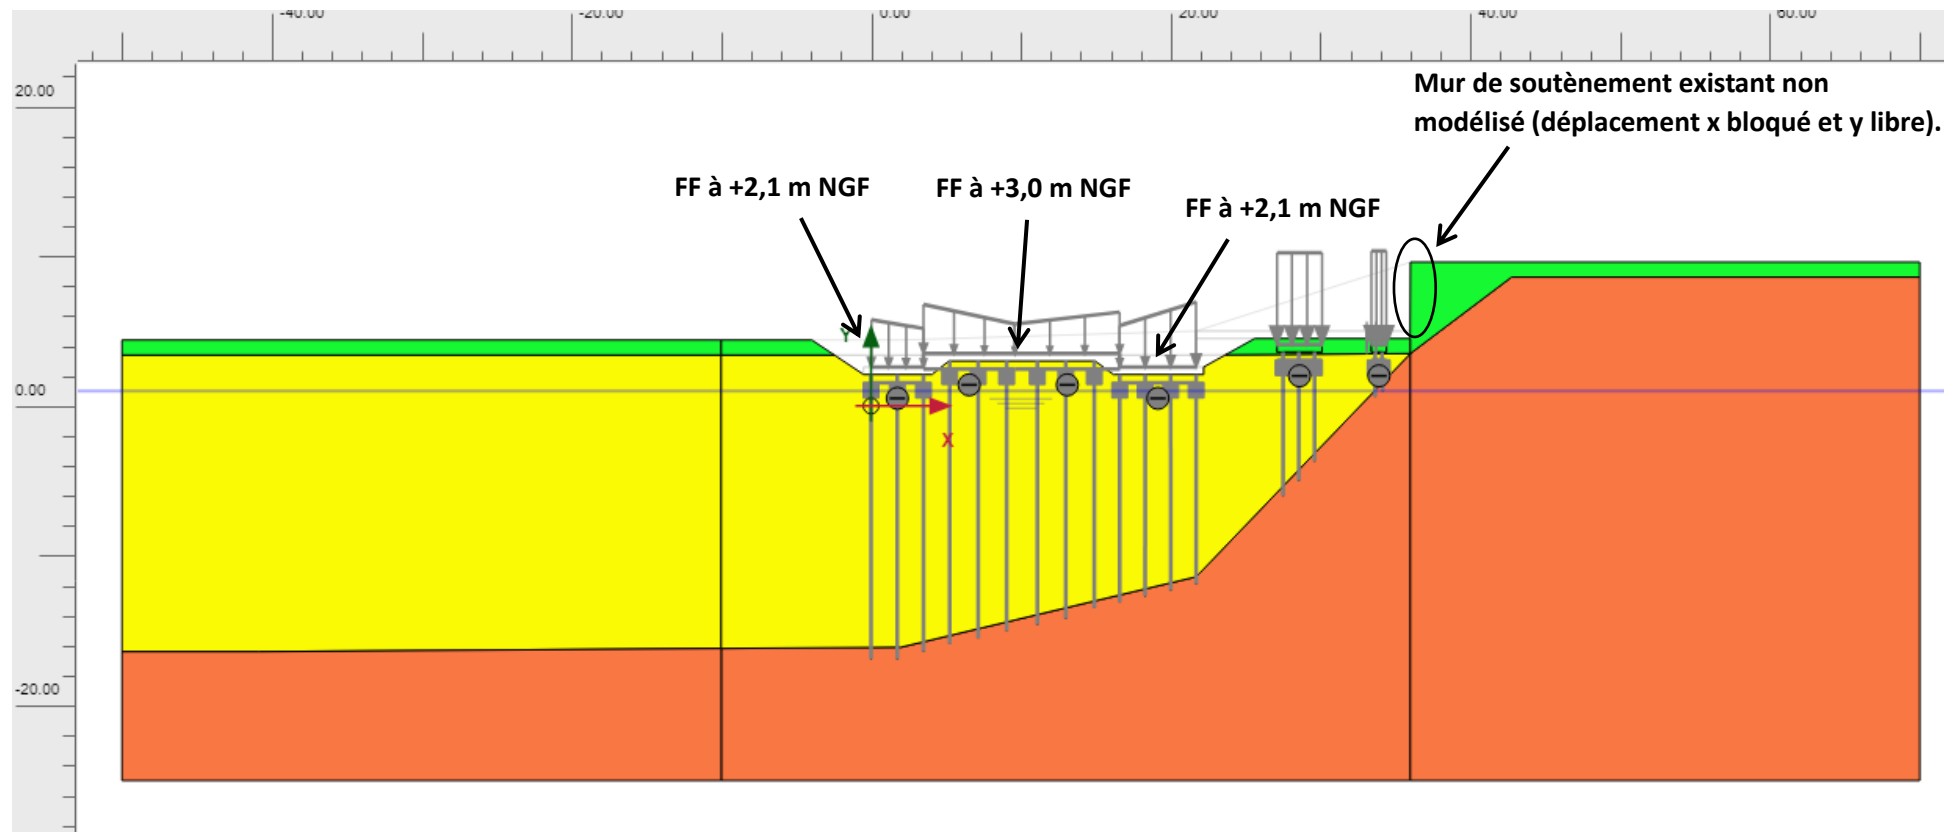 -40.00
-20.00
0.00
20.00
40.00
60.00
20.00
Mur de soutènement existant non
modélisé (déplacement x bloqué et y libre).
FF à +2,1 m NGF
FF à +3,0 m NGF
FF à +2,1 m NGF
Y
0.00
X
-20.00